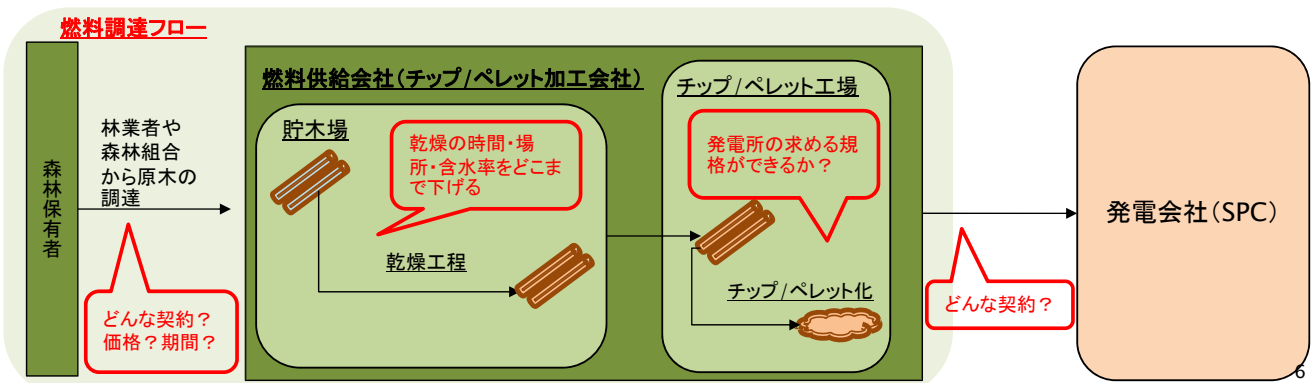 燃料調達フロー
森林保有者
林業者や
森林組合
から原木の
調達
どんな契約？
価格？期間？
燃料供給会社（チップ/ペレット加工会社）
貯木場
乾燥の時間・場
所・含水率をどこま
で下げる
乾燥工程
チップ/ペレット工場
発電所の求める規
格ができるか？
チップ/ペレット化
どんな契約？
発電会社（SPC）
6